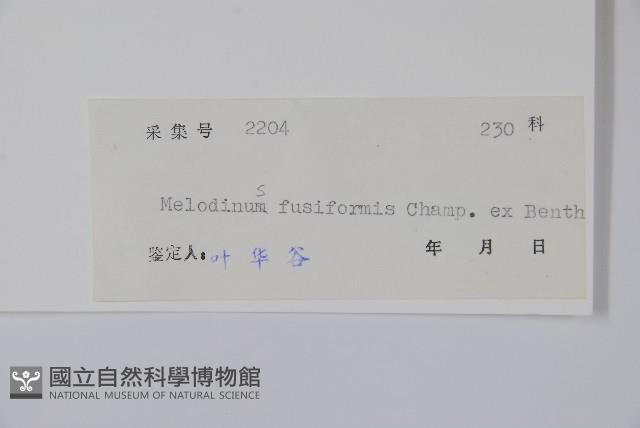 采集号 2204 230 科
s
Melodinum fusiformis Champ. ex Benth
鉴定人: 叶华谷 年 月 日
國立自然科學博物館
NATIONAL MUSEUM OF NATURAL SCIENCE